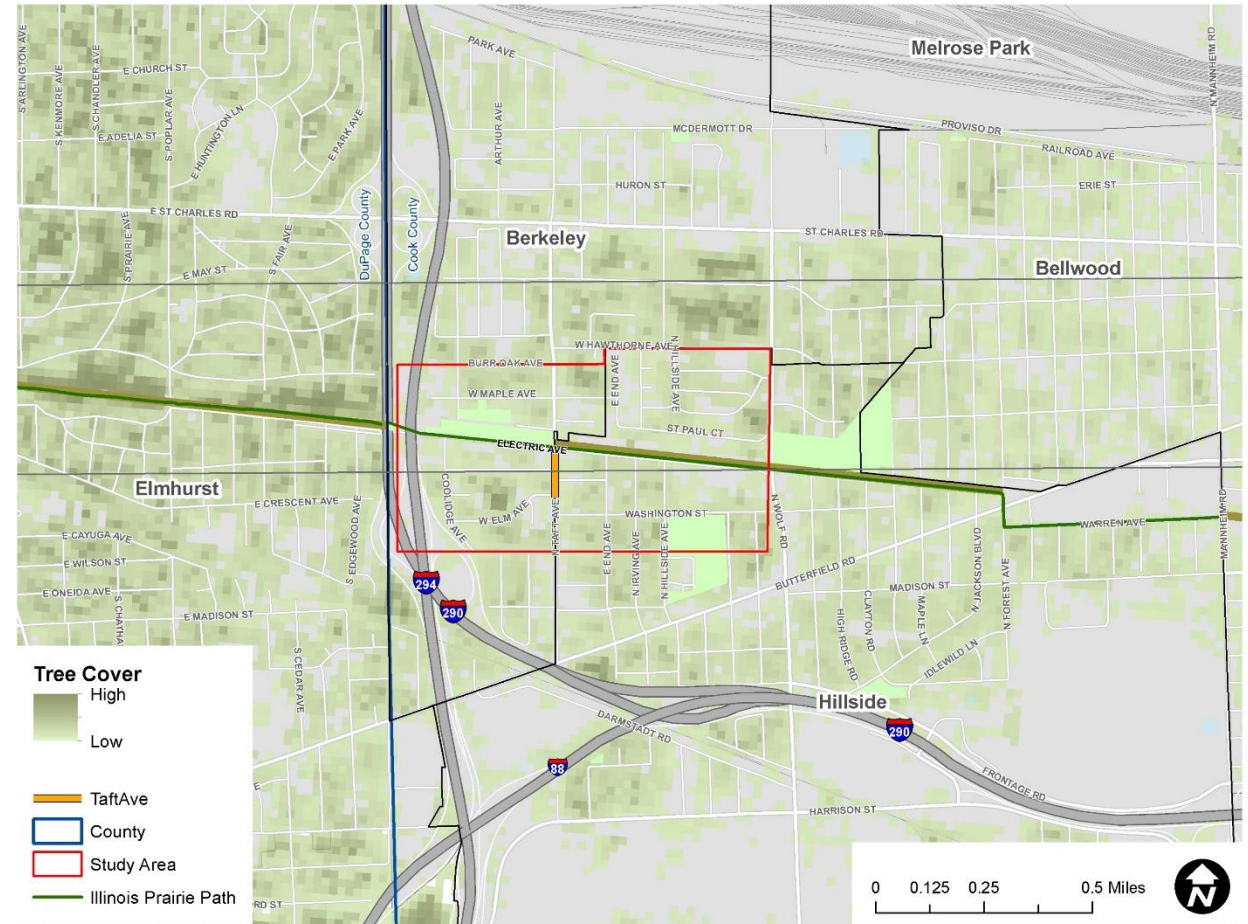 Melrose Park
PARK AVE
S ARLINGTON AVE
S KENMORE AVE
S CHANDLER AVE
E CHURCH ST
S POPLAR AVE
E ADELIA ST
E HUNTINGTON LN
E PARK AVE
ARTHUR AVE
MCDERMOTT DR
PROVISO DR
RAILROAD AVE
N MANNHEIM RD
HURON ST
ERIE ST
E ST CHARLES RD
ST CHARLES RD
Berkeley
Bellwood
DuPage County
Cook County
S PRAIRIE AVE
S FAIR AVE
E MAY ST
W HAWTHORNE AVE
BURR OAK AVE
E END AVE
N HILLSIDE AVE
W MAPLE AVE
ST PAUL CT
ELECTRIC AVE
Elmhurst
E CRESCENT AVE
COOLIDGE AVE
W ELM AVE
N TAFT AVE
WASHINGTON ST
N WOLF RD
WARREN AVE
MANNHEIM RD
E CAYUGA AVE
E WILSON ST
E ONEIDA AVE
S EDGEWOOD AVE
E END AVE
N IRVING AVE
N HILLSIDE AVE
BUTTERFIELD RD
MADISON ST
N JACKSON BLVD
N FOREST AVE
294
290
E MADISON ST
S CHATHA
HIGH RIDGE RD
CLAYTON RD
MAPLE LN
IDLEWILD LN
S CEDAR AVE
Hillside
DARMSTADT RD
290
88
FRONTAGE RD
HARRISON ST
E
RD ST
Tree Cover
High
Low
TaftAve
County
Study Area
Illinois Prairie Path
0 0.125 0.25 0.5 Miles
N